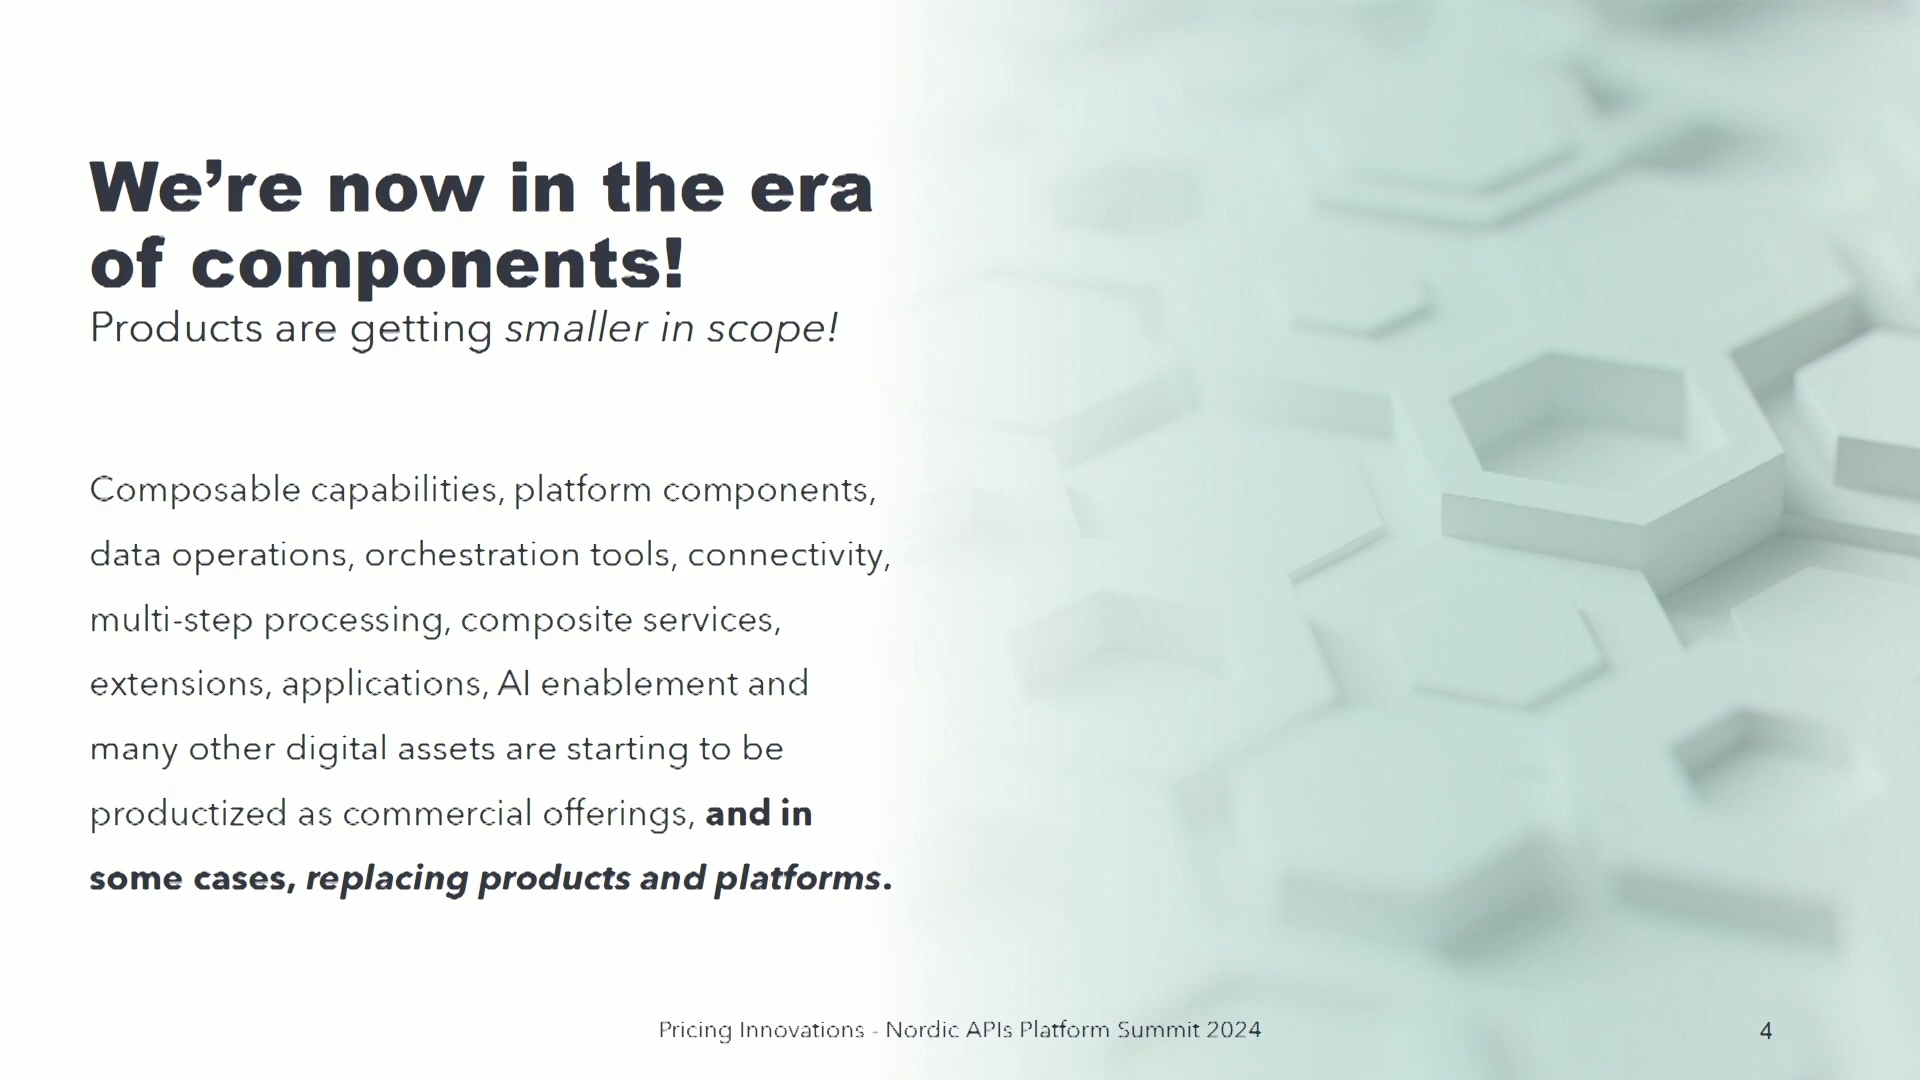 We’re now in the era
of components!
Products are getting smaller in scope!
Composable capabilities, platform components,
data operations, orchestration tools, connectivity,
multi-step processing, composite services,
extensions, applications, AI enablement and
many other digital assets are starting to be
productized as commercial offerings, and in
some cases, replacing products and platforms.
Pricing Innovations - Nordic APIs Platform Summit 2024
4